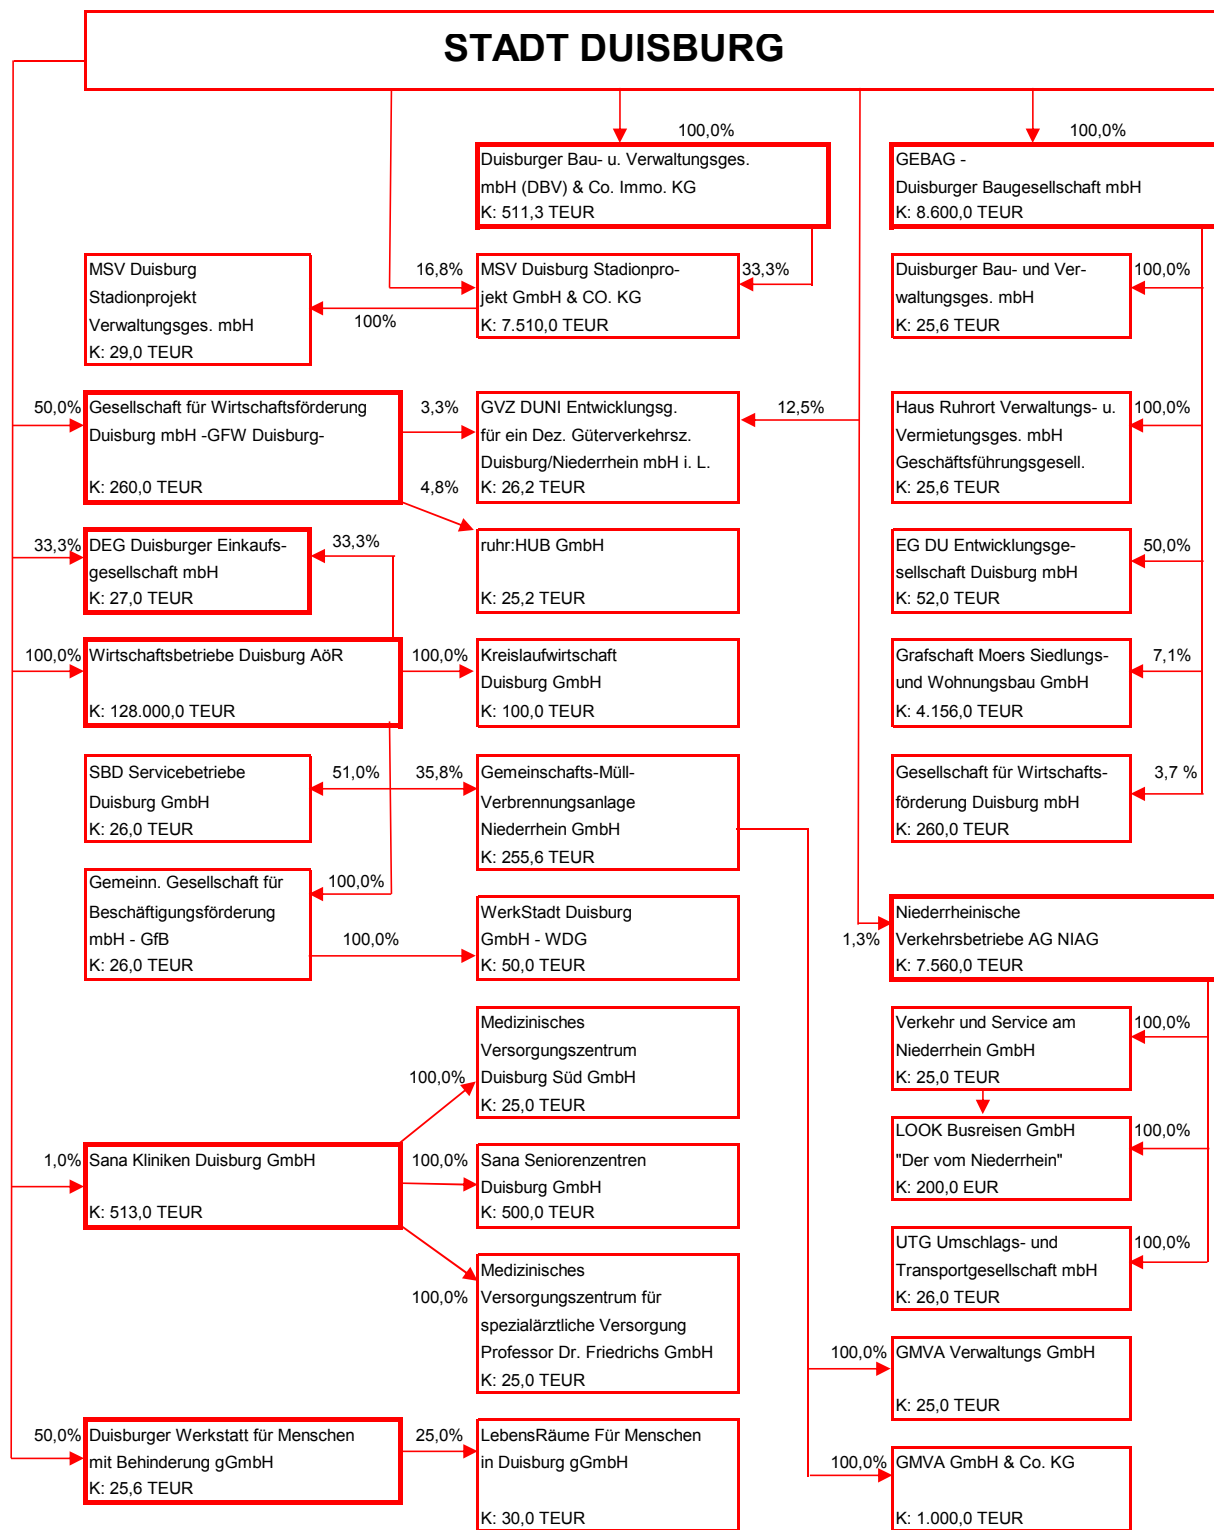 STADT DUISBURG
100,0%
100,0%
Duisburger Bau- u. Verwaltungsges.
mbH (DBV) & Co. Immo. KG
K: 511,3 TEUR
GEBAG -
Duisburger Baugesellschaft mbH
K: 8.600,0 TEUR
MSV Duisburg
Stadionprojekt
Verwaltungsges. mbH
K: 29,0 TEUR
16,8%
100%
MSV Duisburg Stadionpro-
jekt GmbH & CO. KG
K: 7.510,0 TEUR
33,3%
Duisburger Bau- und Ver-
waltungsges. mbH
K: 25,6 TEUR
100,0%
50,0%
Gesellschaft für Wirtschaftsförderung
Duisburg mbH -GFW Duisburg-
K: 260,0 TEUR
3,3%
4,8%
GVZ DUNI Entwicklungsg.
für ein Dez. Güterverkehrsz.
Duisburg/Niederrhein mbH i. L.
K: 26,2 TEUR
12,5%
Haus Ruhrort Verwaltungs- u.
Vermietungsges. mbH
Geschäftsführungsgesell.
K: 25,6 TEUR
100,0%
33,3%
DEG Duisburger Einkaufs-
gesellschaft mbH
K: 27,0 TEUR
33,3%
ruhr:HUB GmbH
K: 25,2 TEUR
EG DU Entwicklungsge-
sellschaft Duisburg mbH
K: 52,0 TEUR
50,0%
100,0%
Wirtschaftsbetriebe Duisburg AöR
K: 128.000,0 TEUR
100,0%
Kreislaufwirtschaft
Duisburg GmbH
K: 100,0 TEUR
Grafschaft Moers Siedlungs-
und Wohnungsbau GmbH
K: 4.156,0 TEUR
7,1%
SBD Servicebetriebe
Duisburg GmbH
K: 26,0 TEUR
51,0%
35,8%
Gemeinschafts-Müll-
Verbrennungsanlage
Niederrhein GmbH
K: 255,6 TEUR
Gesellschaft für Wirtschafts-
förderung Duisburg mbH
K: 260,0 TEUR
3,7 %
Gemeinn. Gesellschaft für
Beschäftigungsförderung
mbH - GfB
K: 26,0 TEUR
100,0%
100,0%
WerkStadt Duisburg
GmbH - WDG
K: 50,0 TEUR
1,3%
Niederrheinische
Verkehrsbetriebe AG NIAG
K: 7.560,0 TEUR
Medizinisches
Versorgungszentrum
Duisburg Süd GmbH
K: 25,0 TEUR
100,0%
Verkehr und Service am
Niederrhein GmbH
K: 25,0 TEUR
100,0%
1,0%
Sana Kliniken Duisburg GmbH
K: 513,0 TEUR
100,0%
Sana Seniorenzentren
Duisburg GmbH
K: 500,0 TEUR
LOOK Busreisen GmbH
"Der vom Niederrhein"
K: 200,0 EUR
100,0%
100,0%
Medizinisches
Versorgungszentrum für
spezialärztliche Versorgung
Professor Dr. Friedrichs GmbH
K: 25,0 TEUR
UTG Umschlags- und
Transportgesellschaft mbH
K: 26,0 TEUR
100,0%
100,0%
GMVA Verwaltungs GmbH
K: 25,0 TEUR
50,0%
Duisburger Werkstatt für Menschen
mit Behinderung gGmbH
K: 25,6 TEUR
25,0%
LebensRäume Für Menschen
in Duisburg gGmbH
K: 30,0 TEUR
100,0%
GMVA GmbH & Co. KG
K: 1.000,0 TEUR